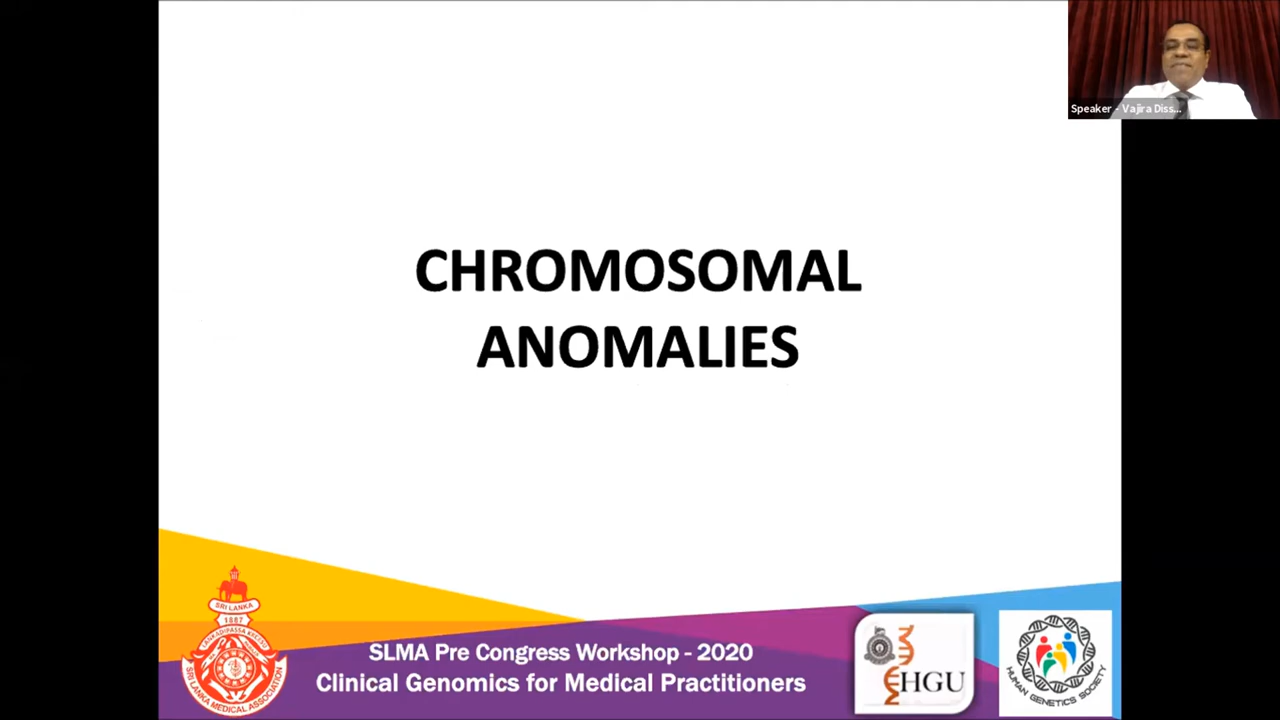 Speaker - Vajira Diss...
CHROMOSOMAL
ANOMALIES
SRI LANKA
1887
SRI LANKA MEDICAL ASSOCIATION
SLMA Pre Congress Workshop - 2020
Clinical Genomics for Medical Practitioners
HGU
HUMAN GENETICS SOCIETY